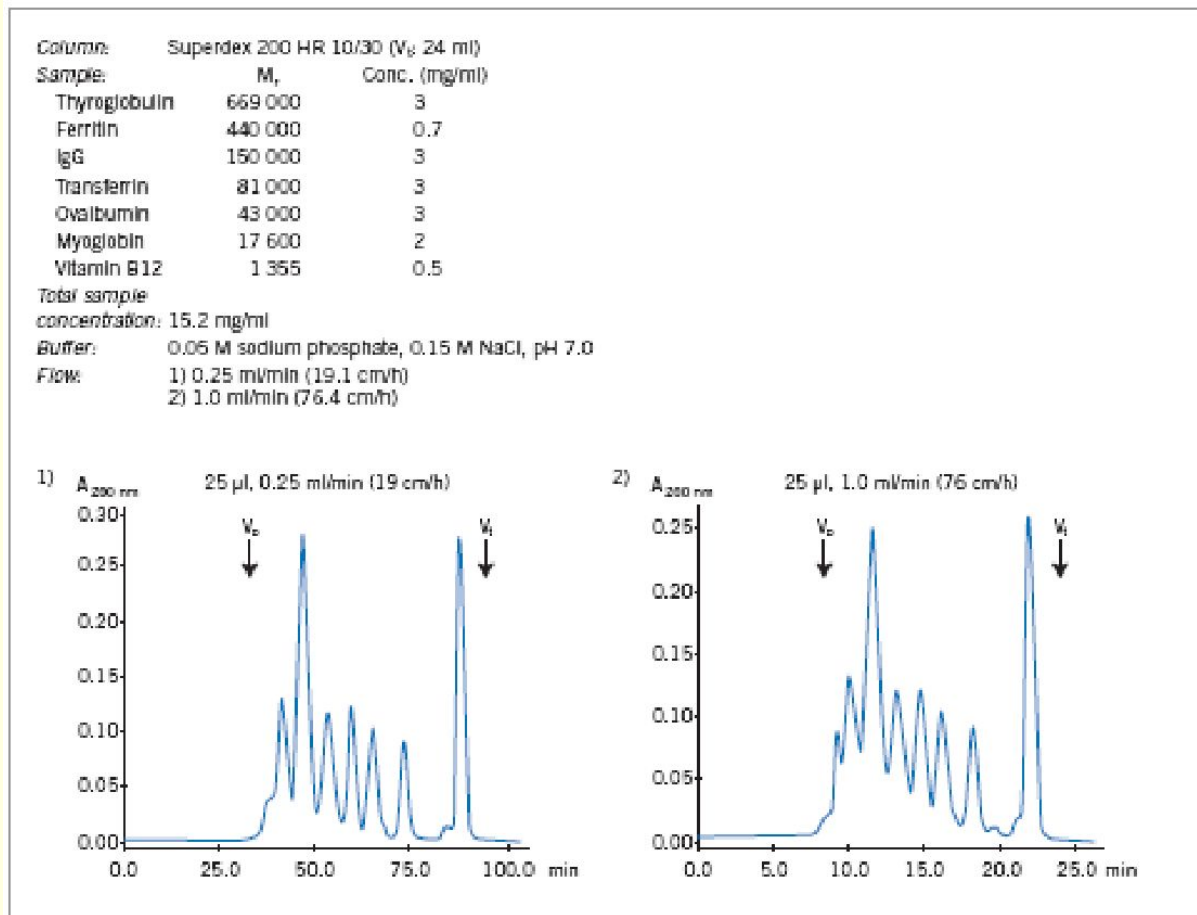 Column: Superdex 200 HR 10/30 (Vt: 24 ml)
Sample: Mr Conc. (mg/ml)
Thyroglobulin 669 000 3
Ferritin 440 000 0.7
IgG 150 000 3
Transferrin 81 000 3
Ovalbumin 43 000 3
Myoglobin 17 600 2
Vitamin B12 1 355 0.5
Total sample
concentration: 15.2 mg/ml
Buffer: 0.05 M sodium phosphate, 0.15 M NaCl, pH 7.0
Flow: 1) 0.25 ml/min (19.1 cm/h)
2) 1.0 ml/min (76.4 cm/h)
1) A 280 nm 25 µl, 0.25 ml/min (19 cm/h)
0.30
Vo Vt
0.25
0.20
0.15
0.10
0.05
0.00
0.0 25.0 50.0 75.0 100.0 min
2) A 280 nm 25 µl, 1.0 ml/min (76 cm/h)
Vo Vt
0.25
0.20
0.15
0.10
0.05
0.00
0.0 5.0 10.0 15.0 20.0 25.0 min